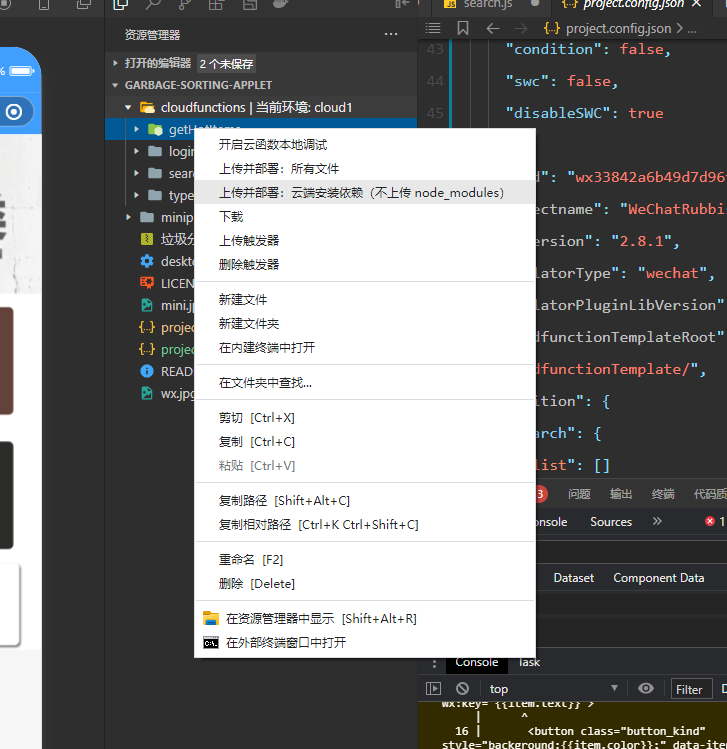 资源管理器
打开的编辑器 2 个未保存
GARBAGE-SORTING-APPLET
cloudfunctions | 当前环境: cloud1
getHotItems
login
sear
type
minip
垃圾分
deskto
LICEN
mini.jp
projec
projec
READ
wx.jpg
开启云函数本地调试
上传并部署：所有文件
上传并部署：云端安装依赖（不上传 node_modules）
下载
上传触发器
删除触发器
新建文件
新建文件夹
在内建终端中打开
在文件夹中查找...
剪切 [Ctrl+X]
复制 [Ctrl+C]
粘贴 [Ctrl+V]
复制路径 [Shift+Alt+C]
复制相对路径 [Ctrl+K Ctrl+Shift+C]
重命名 [F2]
删除 [Delete]
在资源管理器中显示 [Shift+Alt+R]
在外部终端窗口中打开
search.js
project.config.json
project.config.json > ...
43 "condition": false,
44 "swc": false,
45 "disableSWC": true
d": "wx33842a6b49d7d96
ectname": "WeChatRubbi
ersion": "2.8.1",
latorType": "wechat",
latorPluginLibVersion"
dfunctionTemplateRoot"
dfunctionTemplate/",
ition": {
arch": {
list": []
3 问题 输出 终端 代码质
onsole Sources 1
Dataset Component Data
Console Task
top Filter
wx:key="{{item.text}}">
| ^
16 | <button class="button_kind"
style="background:{{item.color}};" data-ite